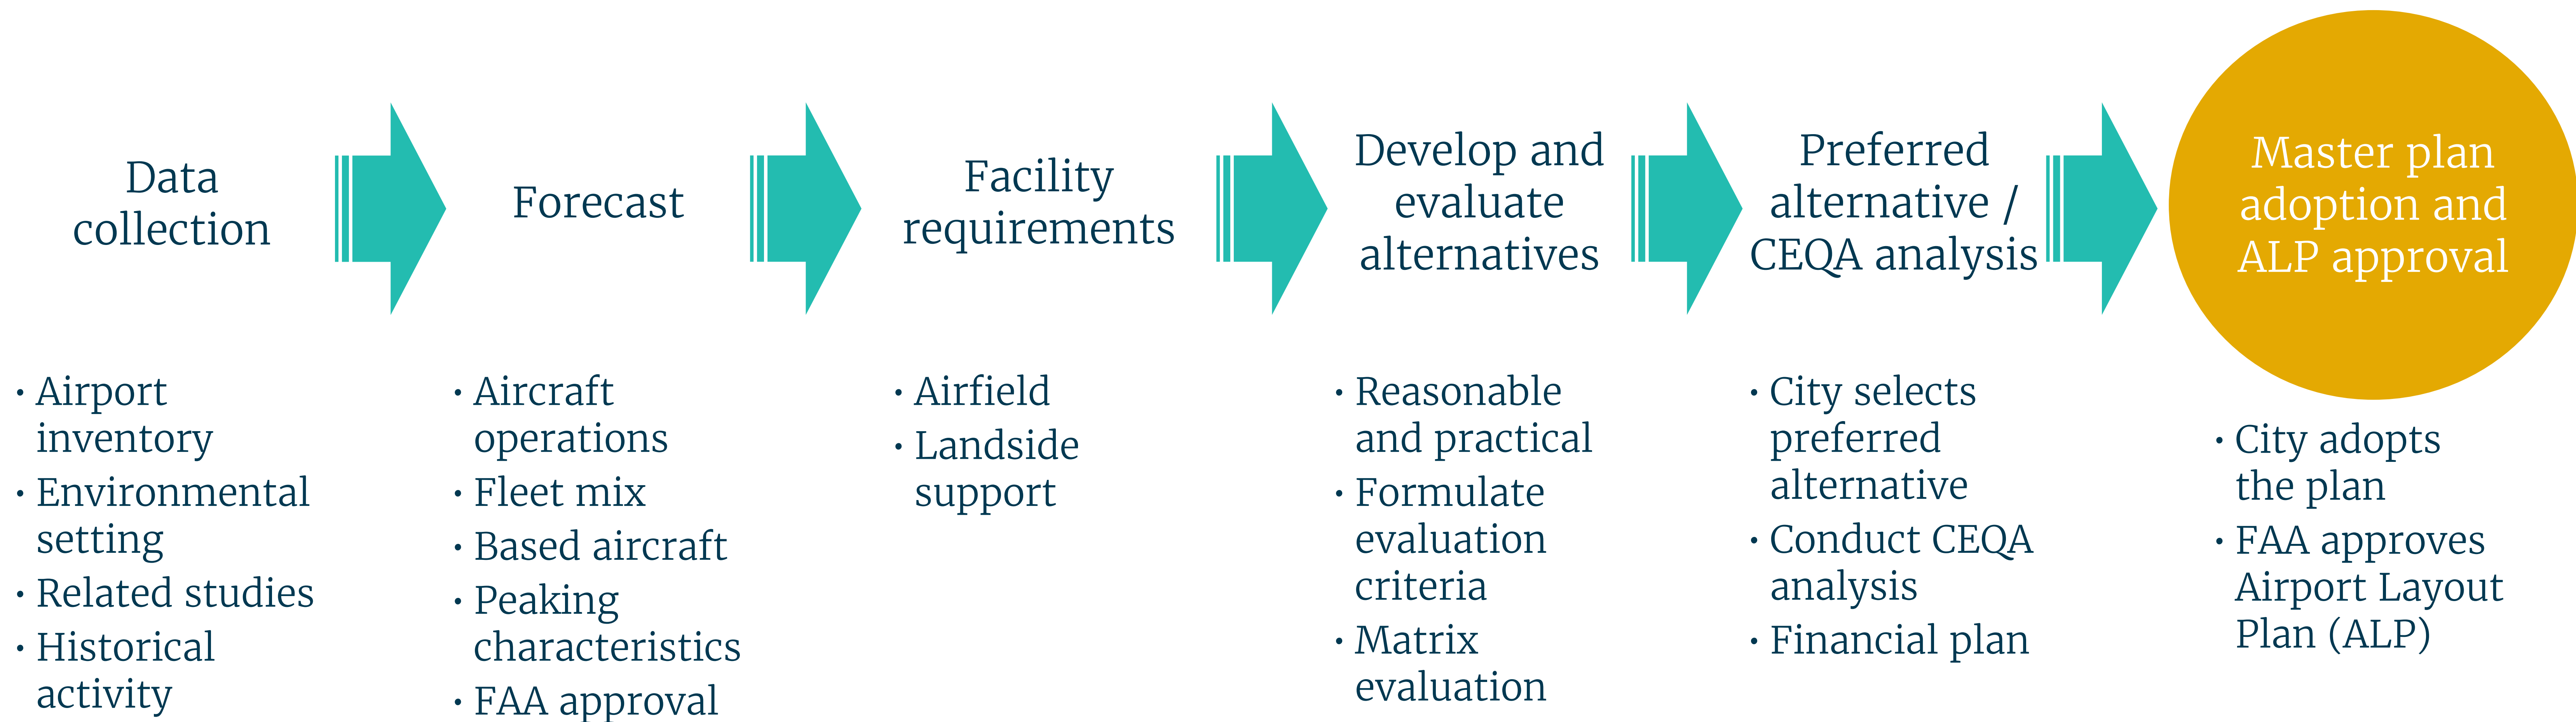 Data
collection
Forecast
Facility
requirements
Develop and
evaluate
alternatives
Preferred
alternative /
CEQA analysis
Master plan
adoption and
ALP approval
· Airport
inventory
· Environmental
setting
· Related studies
· Historical
activity
· Aircraft
operations
· Fleet mix
· Based aircraft
· Peaking
characteristics
· FAA approval
· Airfield
· Landside
support
· Reasonable
and practical
· Formulate
evaluation
criteria
· Matrix
evaluation
· City selects
preferred
alternative
· Conduct CEQA
analysis
· Financial plan
· City adopts
the plan
· FAA approves
Airport Layout
Plan (ALP)